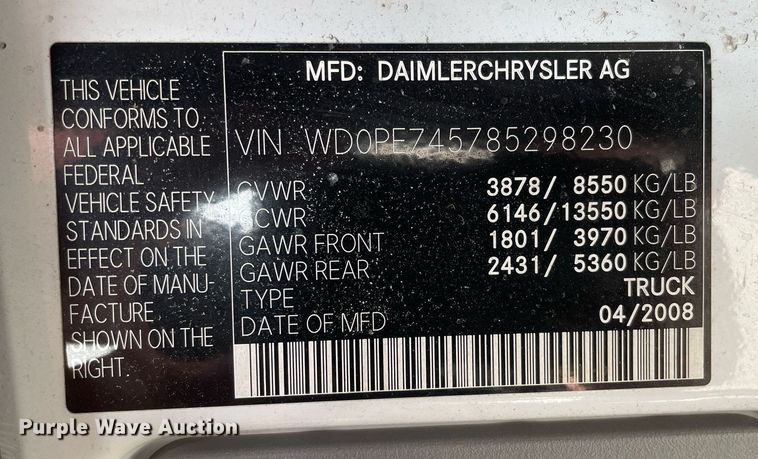 MFD: DAIMLERCHRYSLER AG
THIS VEHICLE
CONFORMS TO
ALL APPLICABLE
FEDERAL
VEHICLE SAFETY
STANDARDS IN
EFFECT ON THE
DATE OF MANU-
FACTURE
SHOWN ON THE
RIGHT.
VIN WD0PE745785298230
GVWR 3878/ 8550 KG/LB
GCWR 6146/13550 KG/LB
GAWR FRONT 1801/ 3970 KG/LB
GAWR REAR 2431/ 5360 KG/LB
TYPE TRUCK
DATE OF MFD 04/2008
Purple Wave Auction